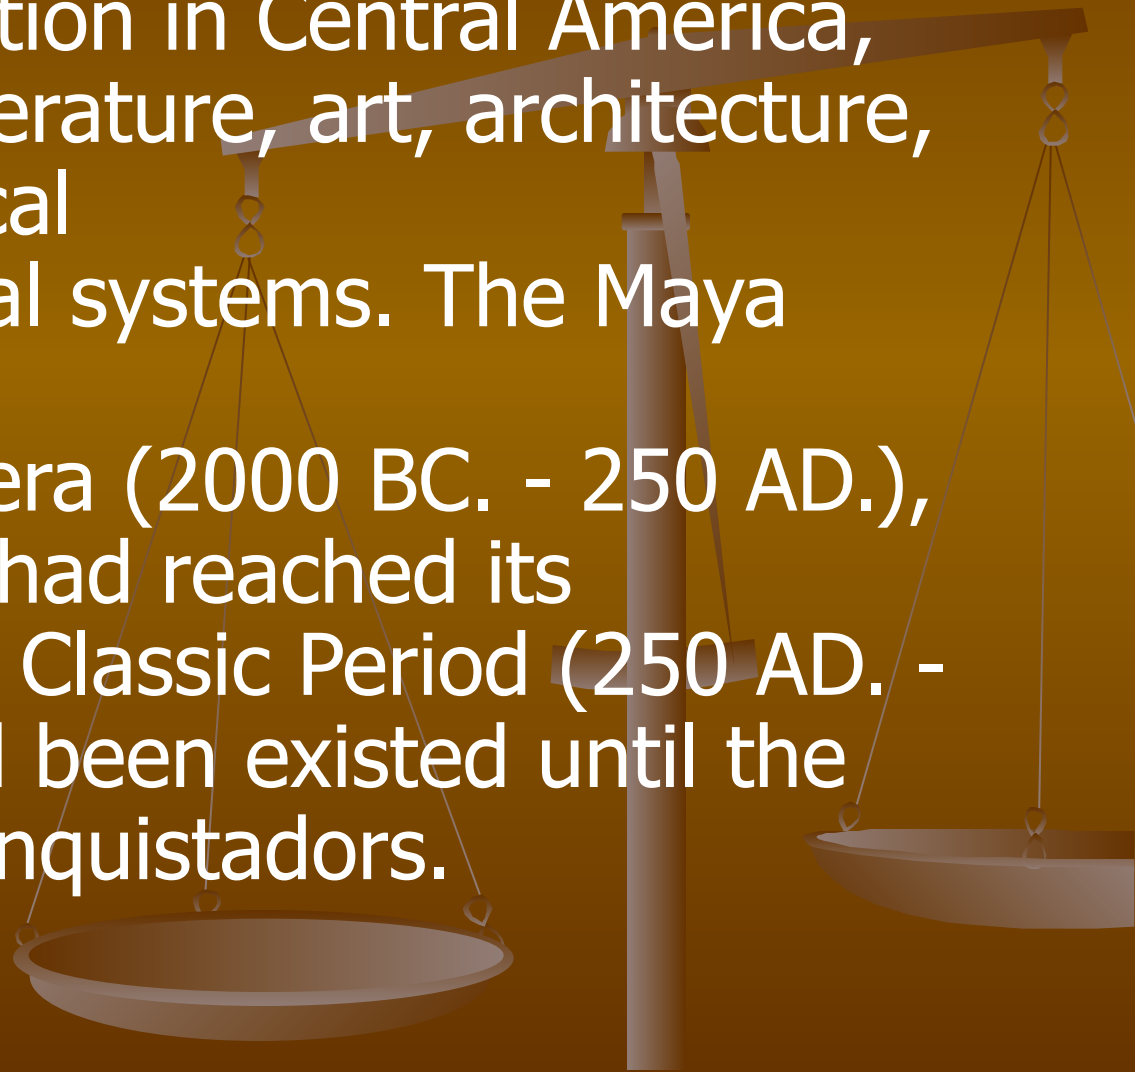 tion in Central America,
erature, art, architecture,
cal
al systems. The Maya
era (2000 BC. - 250 AD.),
had reached its
Classic Period (250 AD. -
been existed until the
nquistadors.